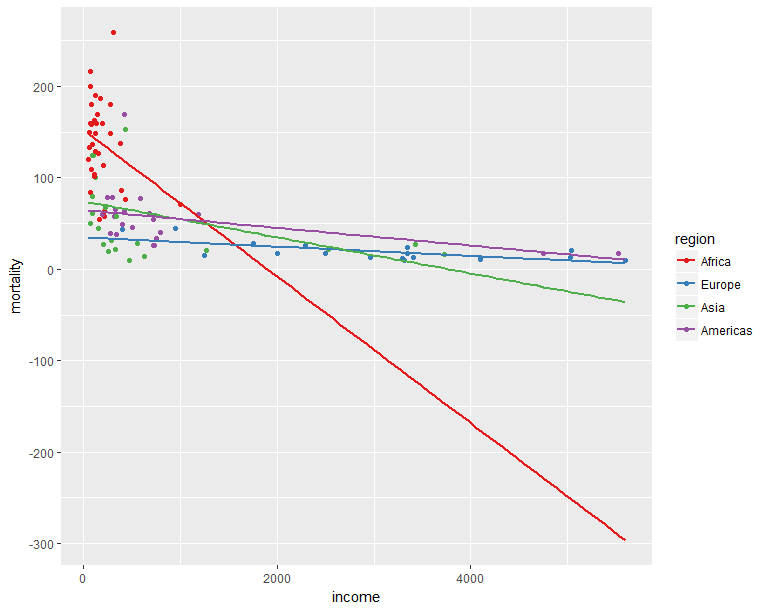 200
100
0
-100
-200
-300
mortality
0 2000 4000
income
region
Africa
Europe
Asia
Americas